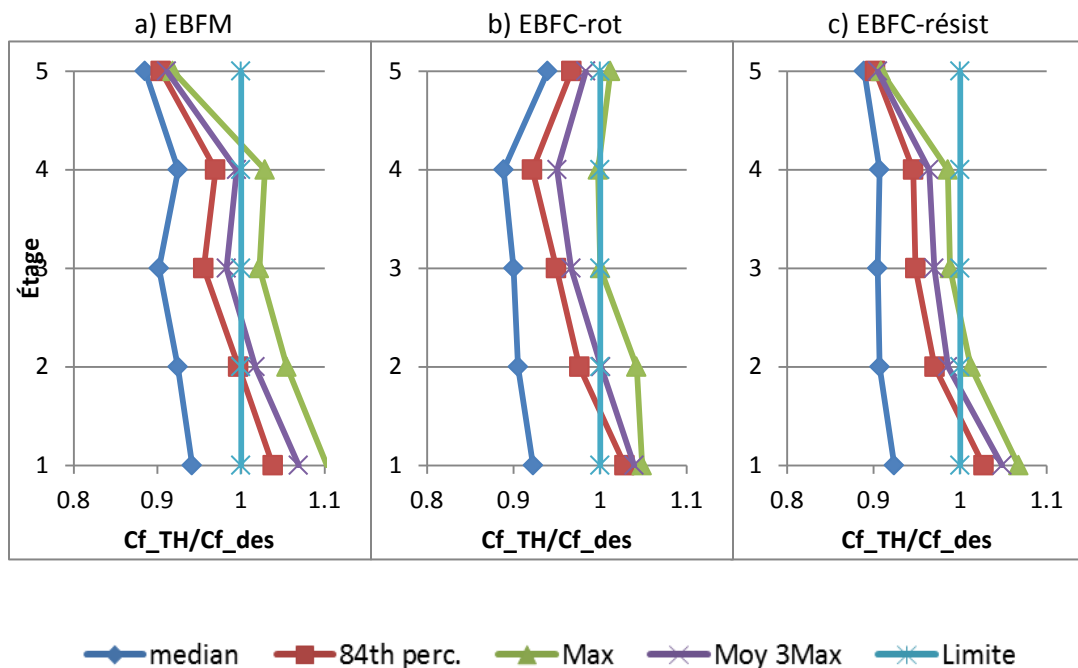 a) EBFM b) EBFC-rot c) EBFC-résist
5 5 5
4 4 4
Étage
3 3 3
2 2 2
1 1 1
0.8 0.9 1 1.1 0.8 0.9 1 1.1 0.8 0.9 1 1.1
Cf_TH/Cf_des Cf_TH/Cf_des Cf_TH/Cf_des
median 84th perc. Max Moy 3Max Limite